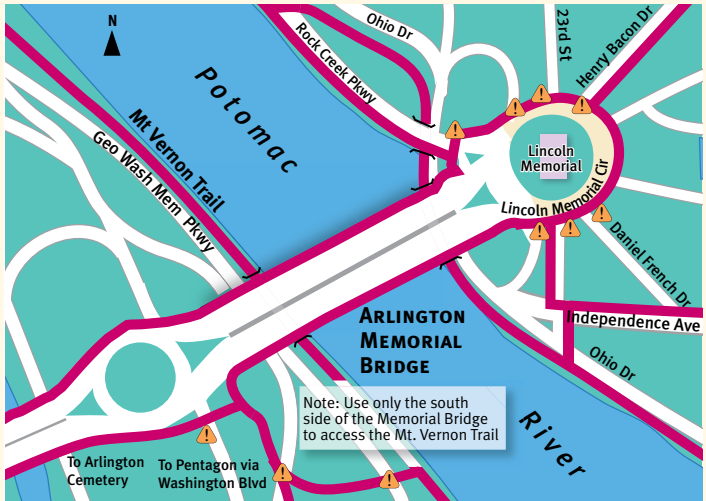 N
Ohio Dr
Rock Creek Pkwy
23rd St
Henry Bacon Dr
Potomac
Mt Vernon Trail
Geo Wash Mem Pkwy
Lincoln
Memorial
Lincoln Memorial Cir
Daniel French Dr
Independence Ave
Ohio Dr
ARLINGTON
MEMORIAL
BRIDGE
Note: Use only the south
side of the Memorial Bridge
to access the Mt. Vernon Trail
River
To Arlington
Cemetery
To Pentagon via
Washington Blvd
!
!
!
!
!
!
!
!
!
!